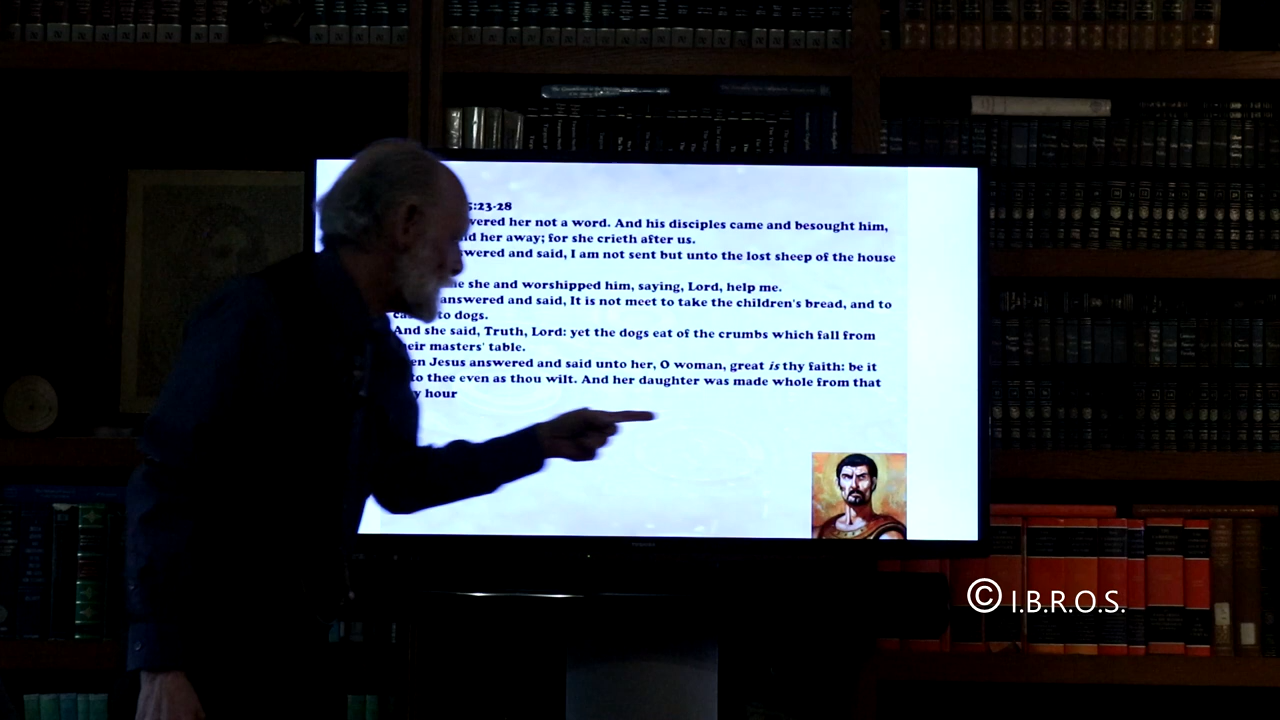 5:23-28
vered her not a word. And his disciples came and besought him,
d her away; for she crieth after us.
wered and said, I am not sent but unto the lost sheep of the house
she and worshipped him, saying, Lord, help me.
answered and said, It is not meet to take the children's bread, and to
to dogs.
And she said, Truth, Lord: yet the dogs eat of the crumbs which fall from
heir masters' table.
en Jesus answered and said unto her, O woman, great is thy faith: be it
to thee even as thou wilt. And her daughter was made whole from that
y hour
© I.B.R.O.S.